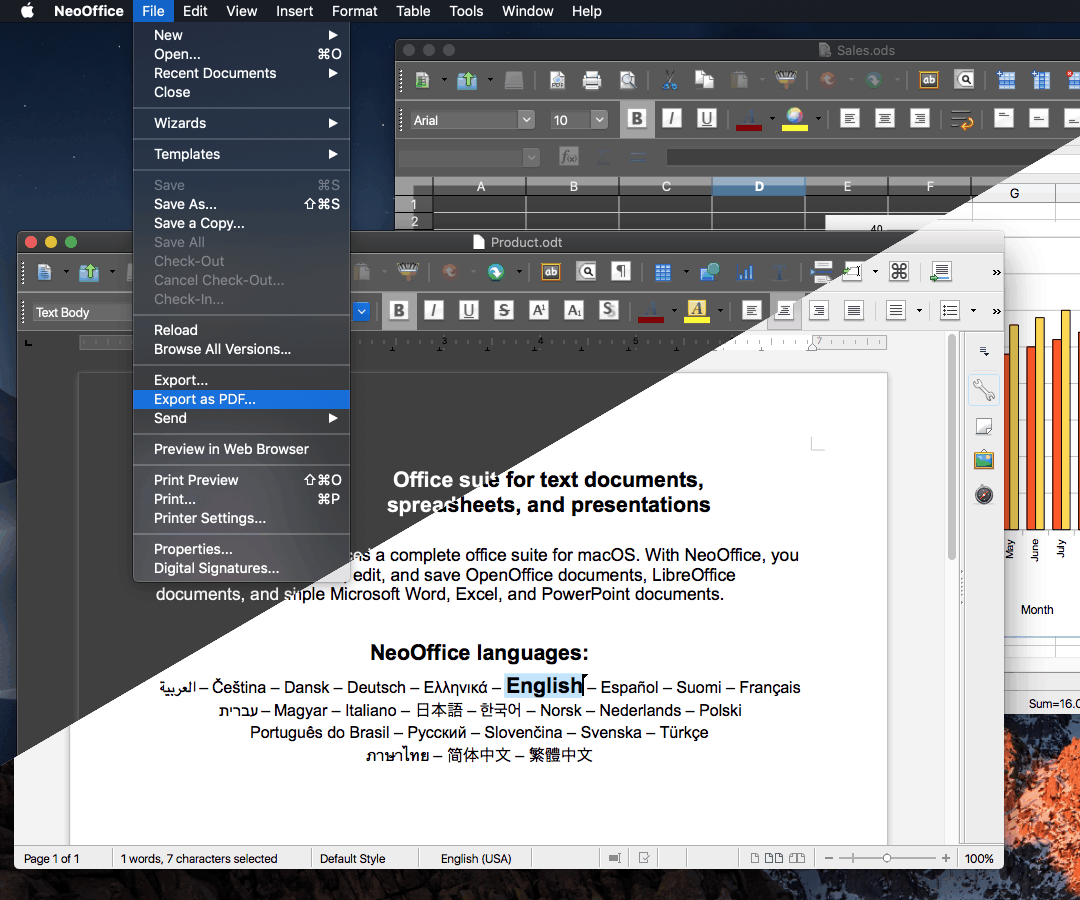 NeoOffice File Edit View Insert Format Table Tools Window Help
New
Open... ⌘O
Recent Documents
Close
Wizards
Templates
Save ⌘S
Save As... ⇧⌘S
Save a Copy...
Save All
Check-Out
Cancel Check-Out...
Check-In...
Reload
Browse All Versions...
Export...
Export as PDF...
Send
Preview in Web Browser
Print Preview ⇧⌘O
Print... ⌘P
Printer Settings...
Properties...
Digital Signatures...
Sales.ods
Arial 10 B I U
A B C D E F G
1
2
40
May June July
Month
Sum=16.0
Product.odt
Text Body B I U S A¹ A₁ S
3 4 5 7
Office suite for text documents,
spreadsheets, and presentations
s a complete office suite for macOS. With NeoOffice, you
edit, and save OpenOffice documents, LibreOffice
documents, and simple Microsoft Word, Excel, and PowerPoint documents.
NeoOffice languages:
العربية – Čeština – Dansk – Deutsch – Ελληνικά – English – Español – Suomi – Français
עברית – Magyar – Italiano – 日本語 – 한국어 – Norsk – Nederlands – Polski
Português do Brasil – Русский – Slovenčina – Svenska – Türkçe
ภาษาไทย – 简体中文 – 繁體中文
Page 1 of 1 1 words, 7 characters selected Default Style English (USA) 100%